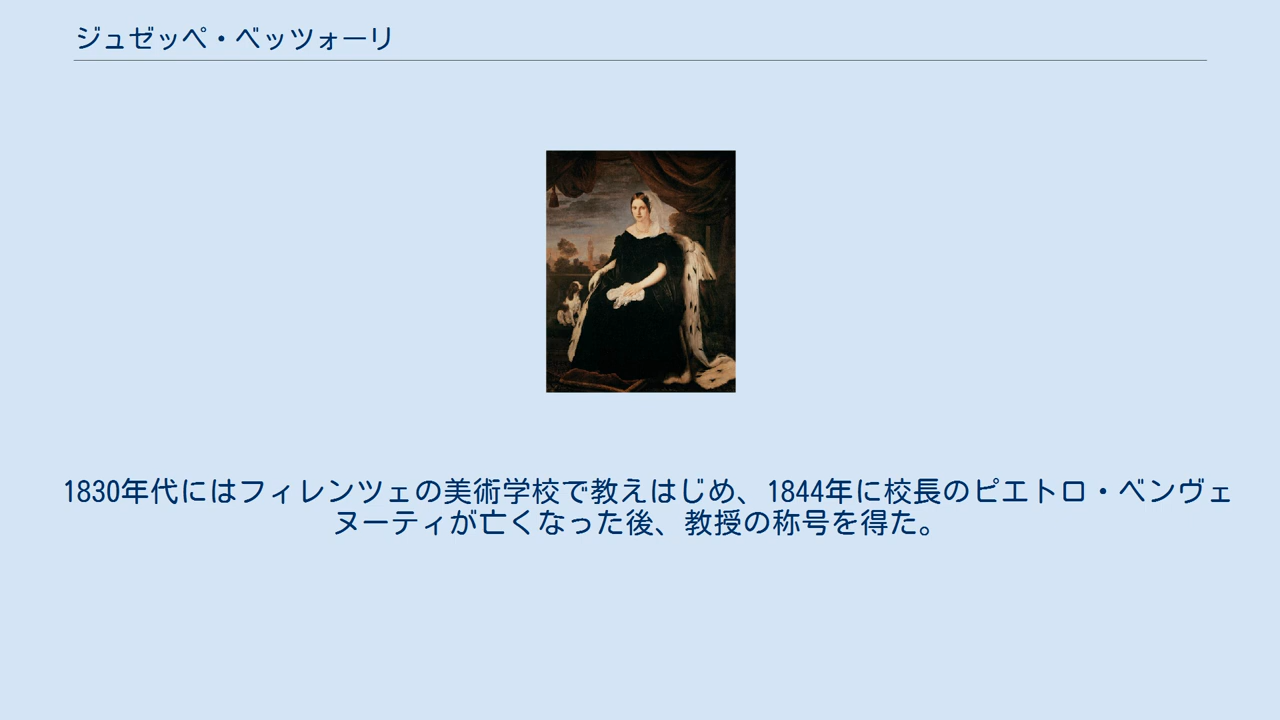 ジュゼッペ・ベッツォーリ
1830年代にはフィレンツェの美術学校で教えはじめ、1844年に校長のピエトロ・ベンヴェ
ヌーティが亡くなった後、教授の称号を得た。